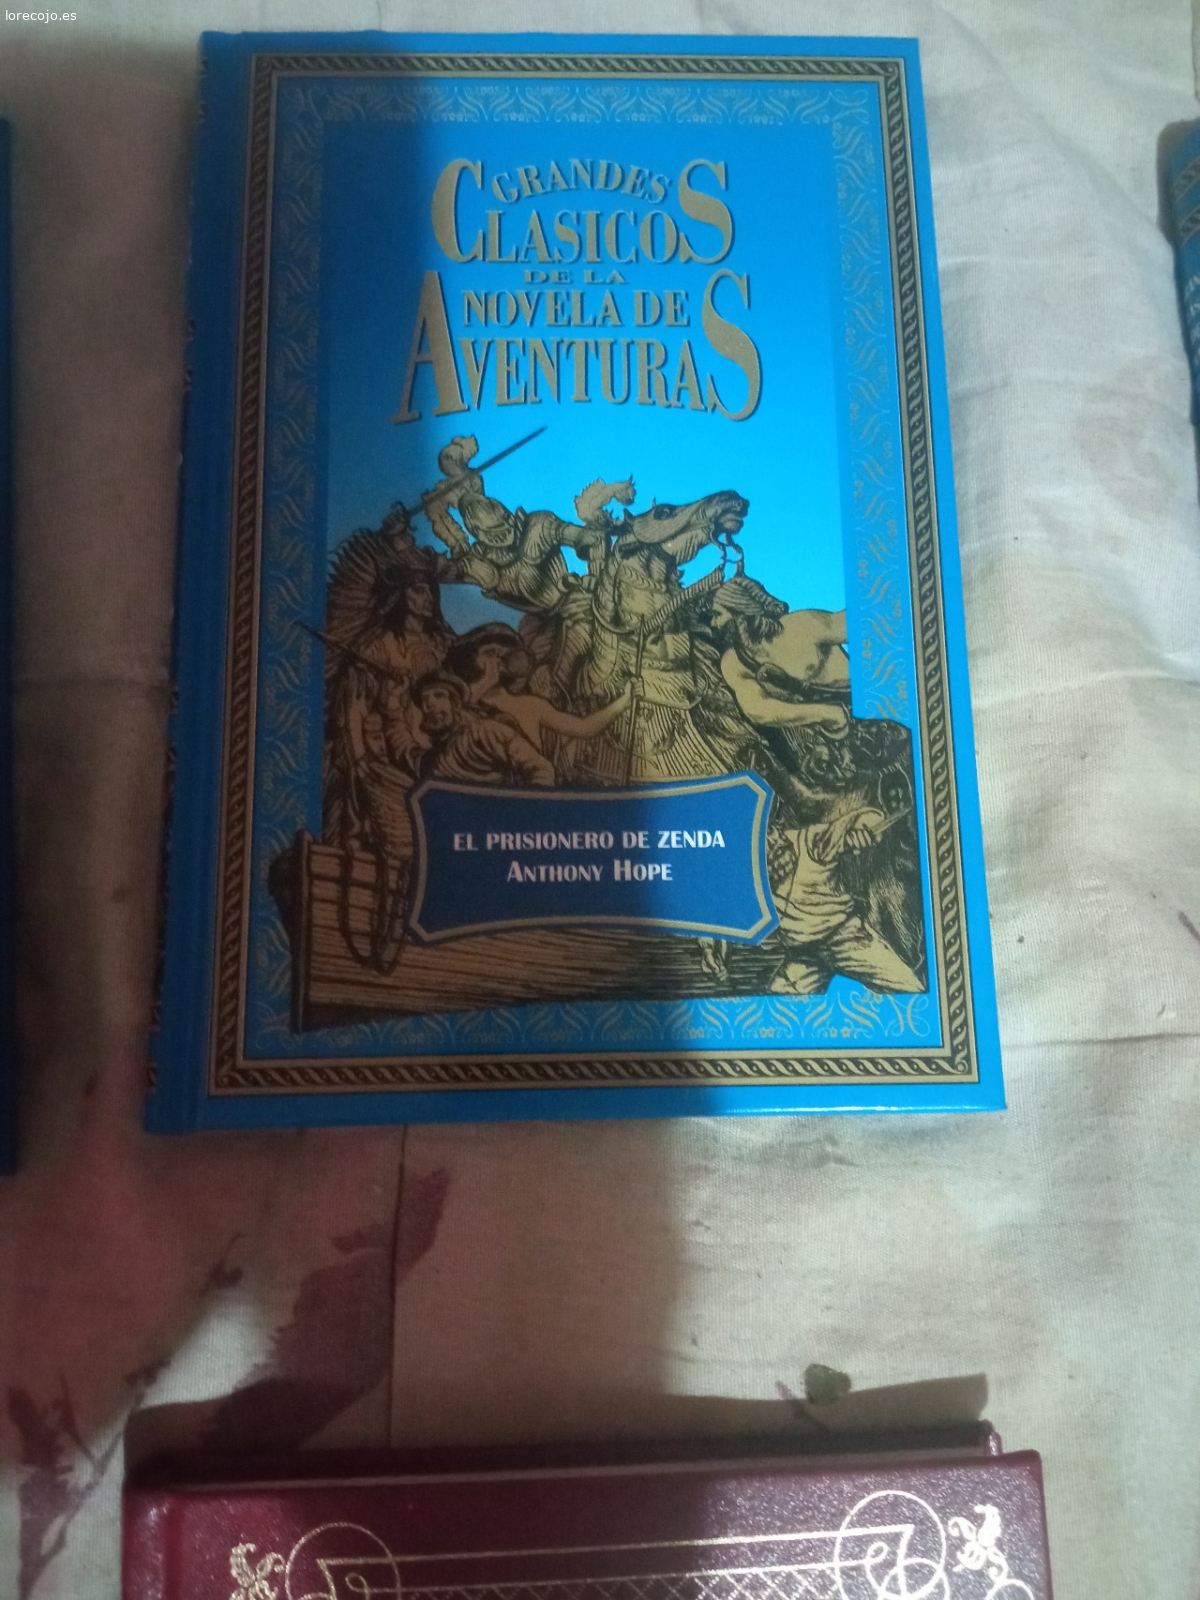 lorecojo.es
GRANDES
CLASICOS
DE LA
NOVELA DE
AVENTURAS
EL PRISIONERO DE ZENDA
ANTHONY HOPE